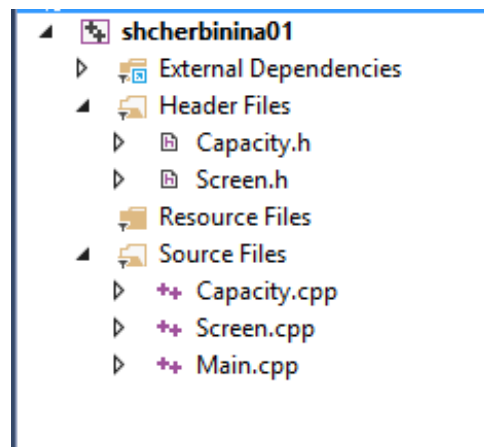 shcherbinina01
External Dependencies
Header Files
Capacity.h
Screen.h
Resource Files
Source Files
Capacity.cpp
Screen.cpp
Main.cpp